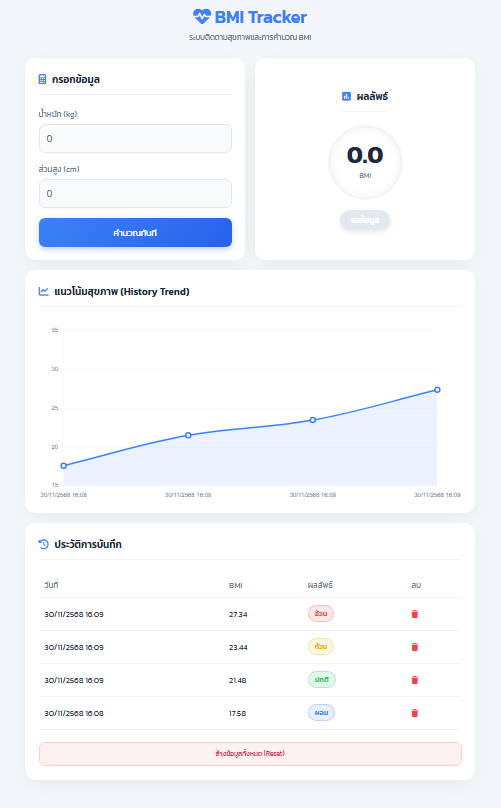 BMI Tracker
ระบบติดตามสุขภาพและการคำนวณ BMI
กรอกข้อมูล
น้ำหนัก (kg)
0
ส่วนสูง (cm)
0
คำนวณทันที
ผลลัพธ์
0.0
BMI
รอข้อมูล
แนวโน้มสุขภาพ (History Trend)
35
30
25
20
15
30/11/2568 16:08
30/11/2568 16:09
30/11/2568 16:09
30/11/2568 16:09
ประวัติการบันทึก
วันที่ BMI ผลลัพธ์ ลบ
30/11/2568 16:09 27.34 อ้วน
30/11/2568 16:09 23.44 ท้วม
30/11/2568 16:09 21.48 ปกติ
30/11/2568 16:08 17.58 ผอม
ล้างข้อมูลทั้งหมด (Reset)